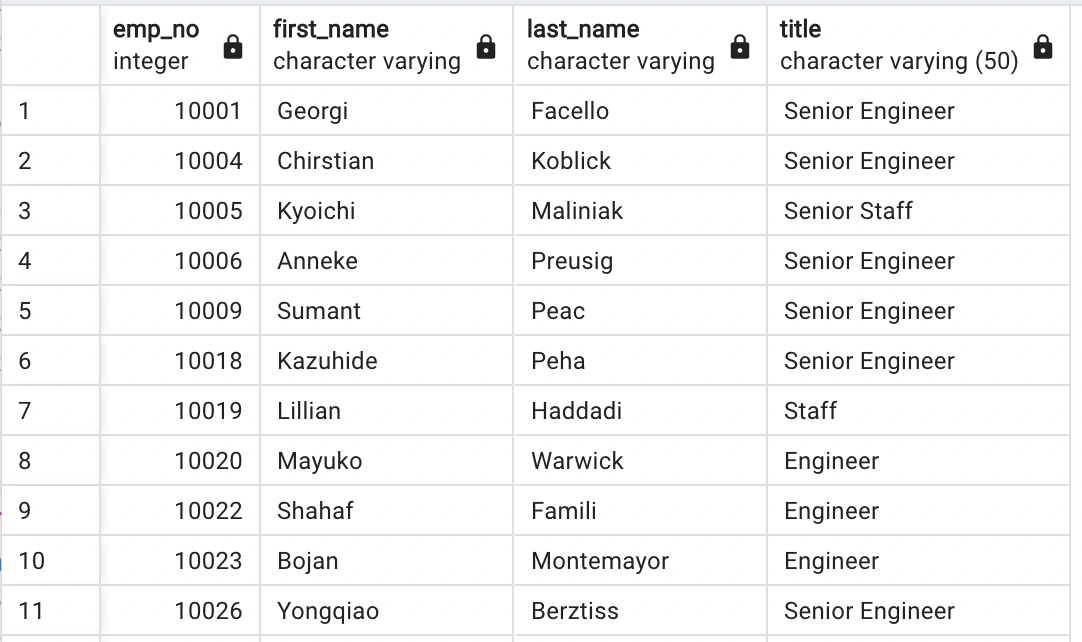 emp_no first_name last_name title
integer character varying character varying character varying (50)
1 10001 Georgi Facello Senior Engineer
2 10004 Chirstian Koblick Senior Engineer
3 10005 Kyoichi Maliniak Senior Staff
4 10006 Anneke Preusig Senior Engineer
5 10009 Sumant Peac Senior Engineer
6 10018 Kazuhide Peha Senior Engineer
7 10019 Lillian Haddadi Staff
8 10020 Mayuko Warwick Engineer
9 10022 Shahaf Famili Engineer
10 10023 Bojan Montemayor Engineer
11 10026 Yongqiao Berztiss Senior Engineer